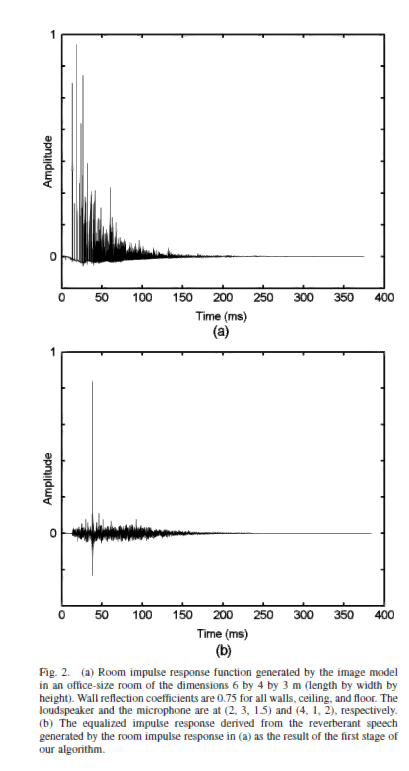 1
Amplitude
0
0 50 100 150 200 250 300 350 400
Time (ms)
(a)
1
Amplitude
0
0 50 100 150 200 250 300 350 400
Time (ms)
(b)
Fig. 2. (a) Room impulse response function generated by the image model
in an office-size room of the dimensions 6 by 4 by 3 m (length by width by
height). Wall reflection coefficients are 0.75 for all walls, ceiling, and floor. The
loudspeaker and the microphone are at (2, 3, 1.5) and (4, 1, 2), respectively.
(b) The equalized impulse response derived from the reverberant speech
generated by the room impulse response in (a) as the result of the first stage of
our algorithm.